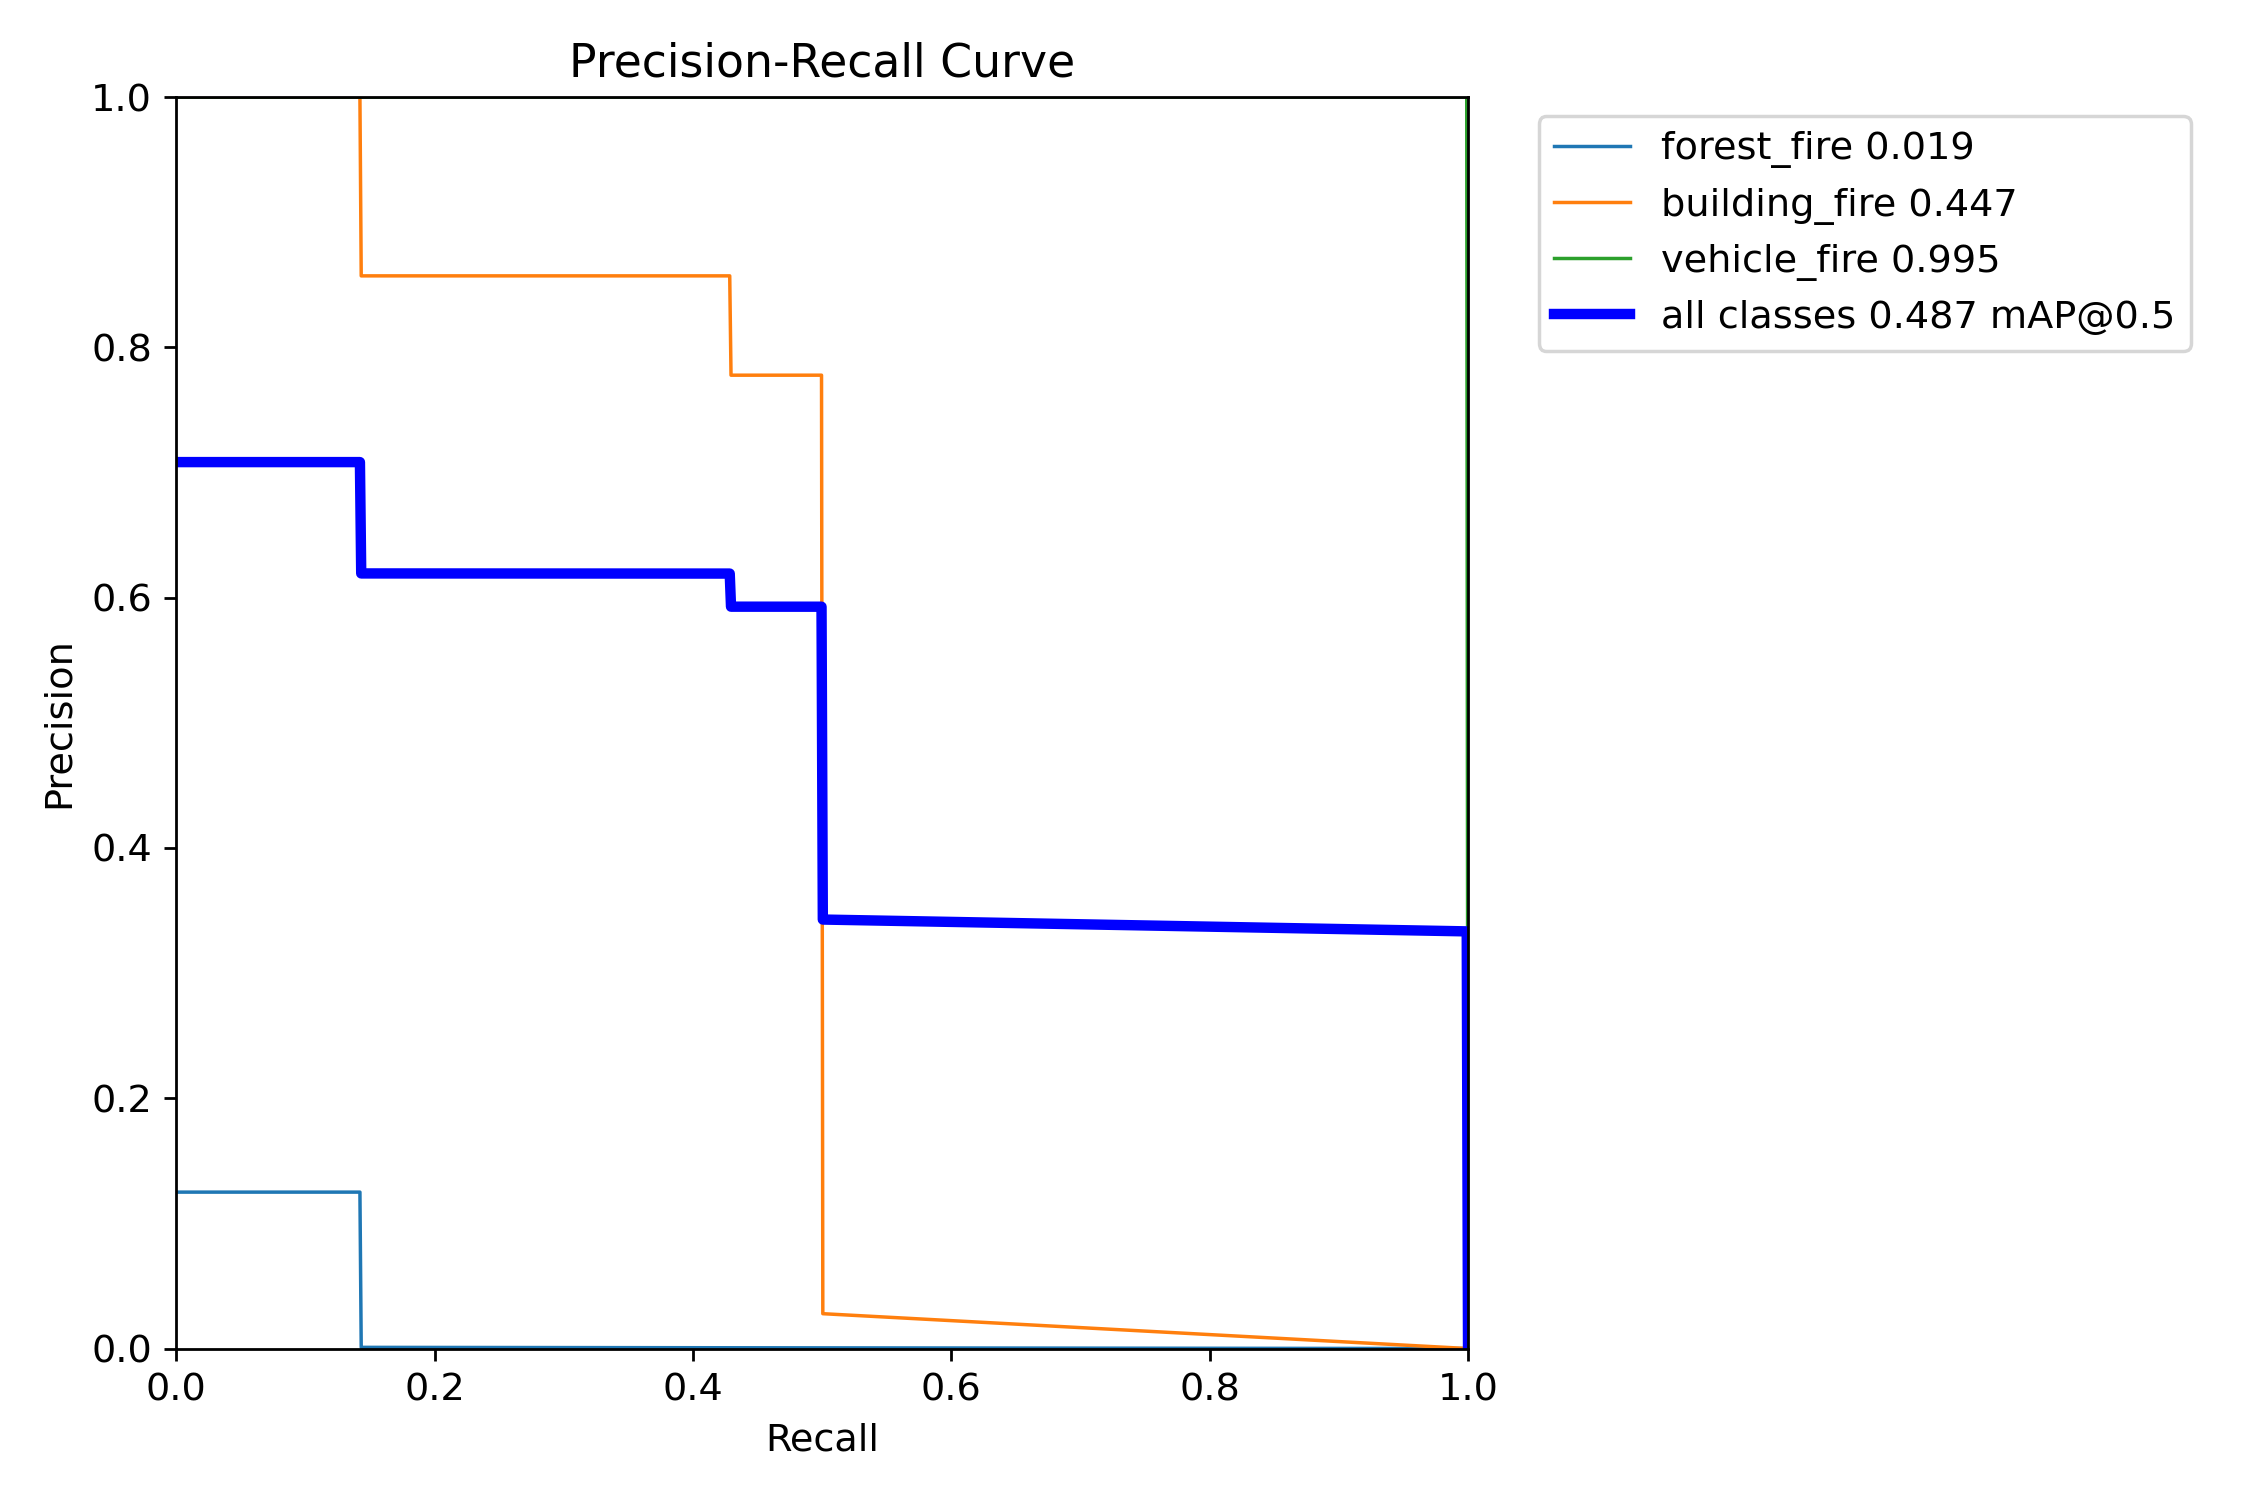 Precision-Recall Curve
1.0
0.8
0.6
0.4
0.2
0.0
Precision
0.0 0.2 0.4 0.6 0.8 1.0
Recall
forest_fire 0.019
building_fire 0.447
vehicle_fire 0.995
all classes 0.487 mAP@0.5